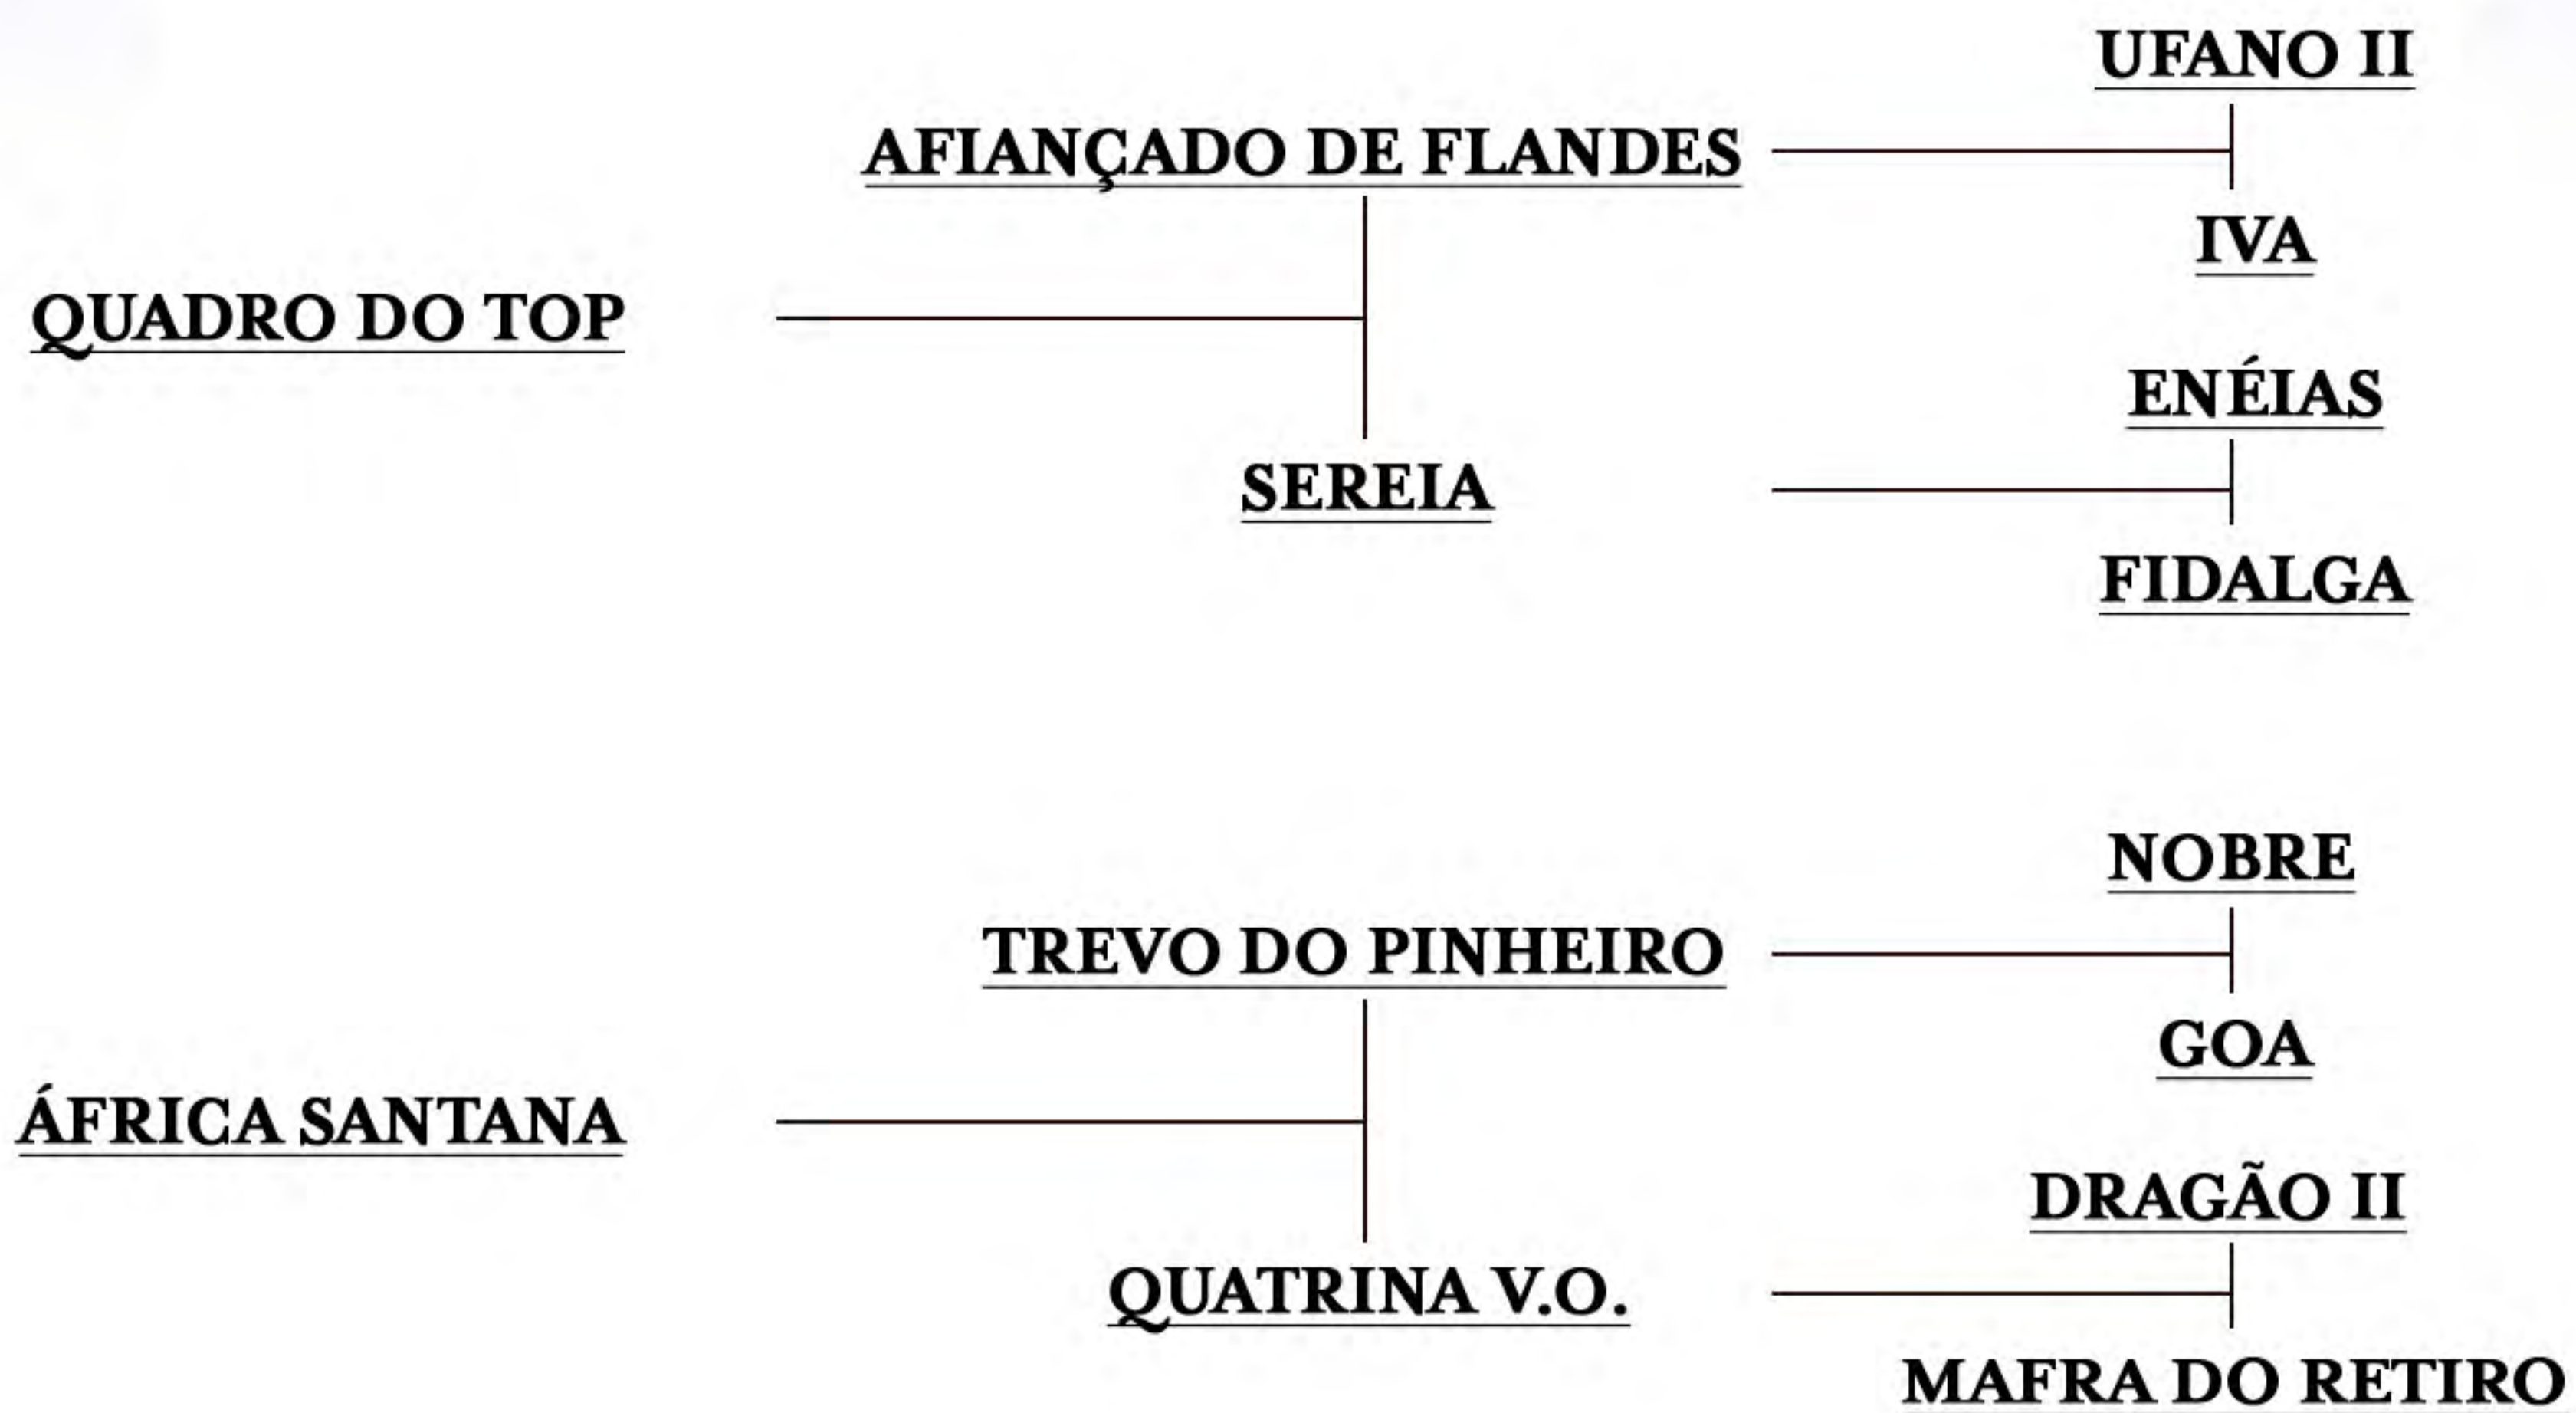 UFANO II
AFIANÇADO DE FLANDES
IVA
QUADRO DO TOP
ENÉIAS
SEREIA
FIDALGA
NOBRE
TREVO DO PINHEIRO
GOA
ÁFRICA SANTANA
DRAGÃO II
QUATRINA V.O.
MAFRA DO RETIRO